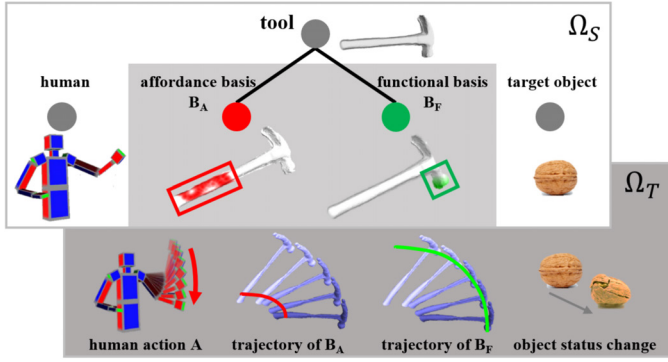 tool
Ω_S
human
affordance basis
B_A
functional basis
B_F
target object
Ω_T
human action A
trajectory of B_A
trajectory of B_F
object status change